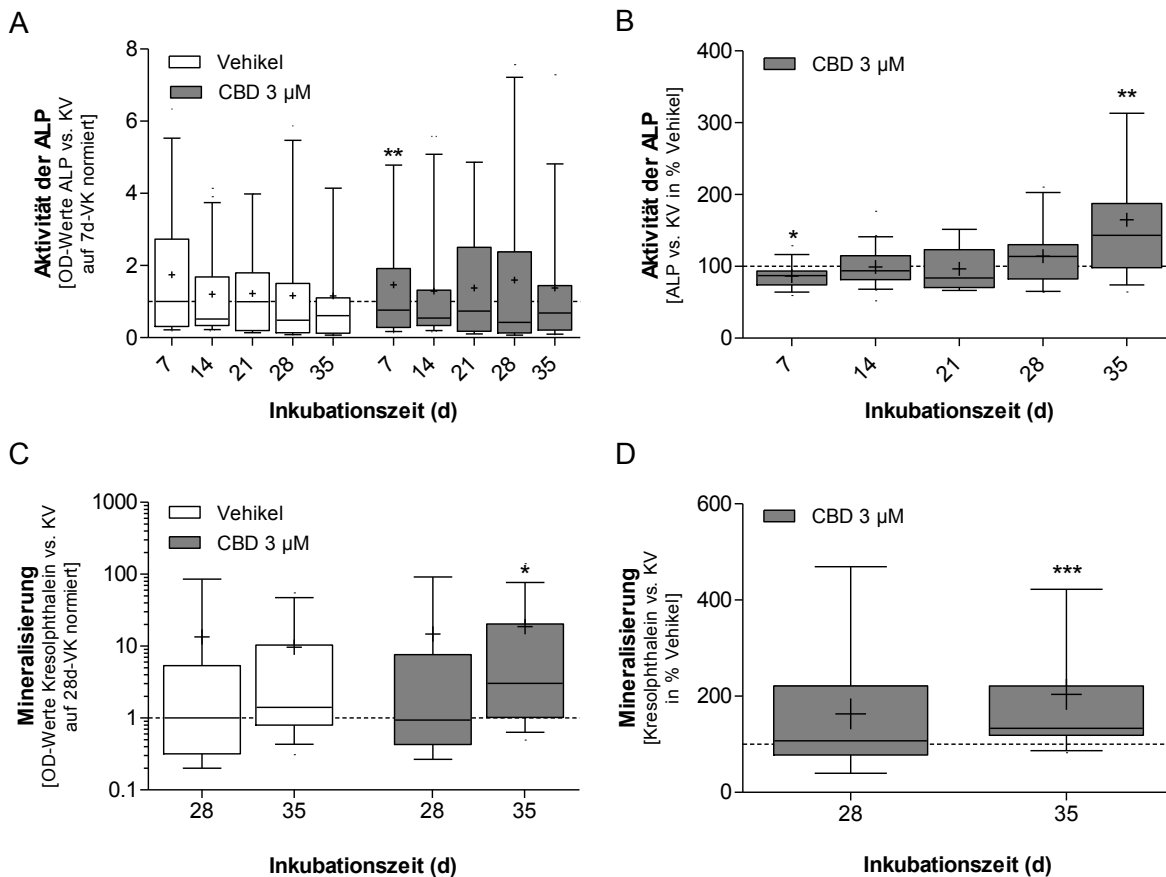 A
Aktivität der ALP
[OD-Werte ALP vs. KV
auf 7d-VK normiert]
8
6
4
2
0
Vehikel
CBD 3 µM
**
7 14 21 28 35 7 14 21 28 35
Inkubationszeit (d)
B
Aktivität der ALP
[ALP vs. KV in % Vehikel]
400
300
200
100
0
CBD 3 µM
*
**
7 14 21 28 35
Inkubationszeit (d)
C
Mineralisierung
[OD-Werte Kresolphthalein vs. KV
auf 28d-VK normiert]
1000
100
10
1
0.1
Vehikel
CBD 3 µM
*
28 35 28 35
Inkubationszeit (d)
D
Mineralisierung
[Kresolphthalein vs. KV
in % Vehikel]
600
400
200
0
CBD 3 µM
***
28 35
Inkubationszeit (d)